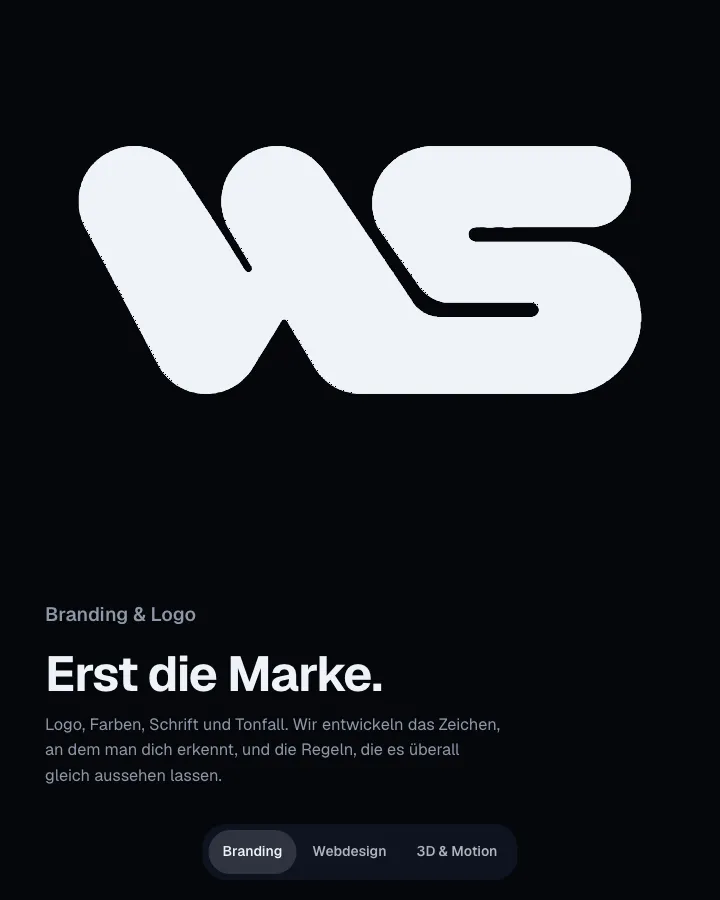 WS
Branding & Logo
Erst die Marke.
Logo, Farben, Schrift und Tonfall. Wir entwickeln das Zeichen,
an dem man dich erkennt, und die Regeln, die es überall
gleich aussehen lassen.
Branding Webdesign 3D & Motion